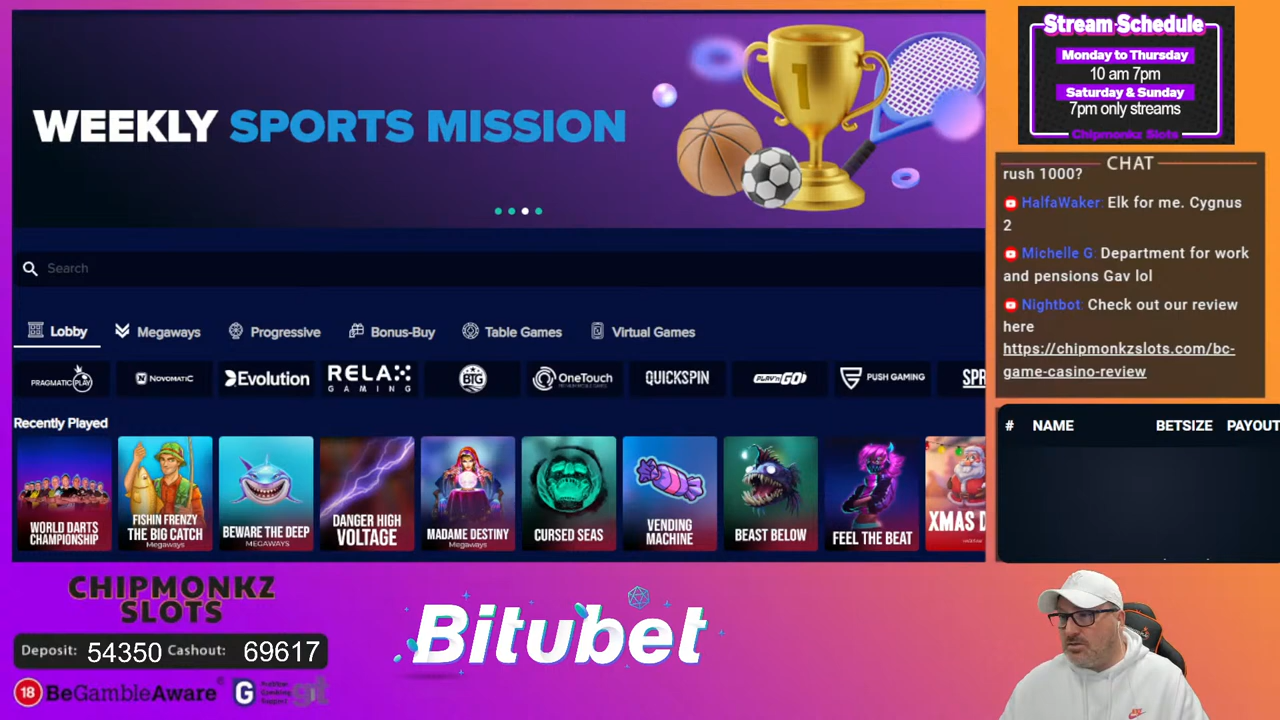 WEEKLY SPORTS MISSION
1
Search
Lobby
Megaways
Progressive
Bonus-Buy
Table Games
Virtual Games
PRAGMATIC PLAY
NOVOMATIC
Evolution
RELAX
GAMING
BTG
OneTouch
QUICKSPIN
PLAY'N GO
PUSH GAMING
SPR
Recently Played
WORLD DARTS
CHAMPIONSHIP
FISHIN FRENZY
THE BIG CATCH
Megaways
BEWARE THE DEEP
MEGAWAYS
DANGER HIGH
VOLTAGE
MADAME DESTINY
Megaways
CURSED SEAS
VENDING
MACHINE
BEAST BELOW
FEEL THE BEAT
XMAS D
Stream Schedule
Monday to Thursday
10 am 7pm
Saturday & Sunday
7pm only streams
Chipmonkz Slots
CHAT
rush 1000?
HalfaWaker: Elk for me. Cygnus
2
Michelle G: Department for work
and pensions Gav lol
Nightbot: Check out our review
here
https://chipmonkzslots.com/bc-
game-casino-review
# NAME BETSIZE PAYOUT
CHIPMONKZ
SLOTS
Deposit: 54350 Cashout: 69617
18 BeGambleAware
G
Bitubet